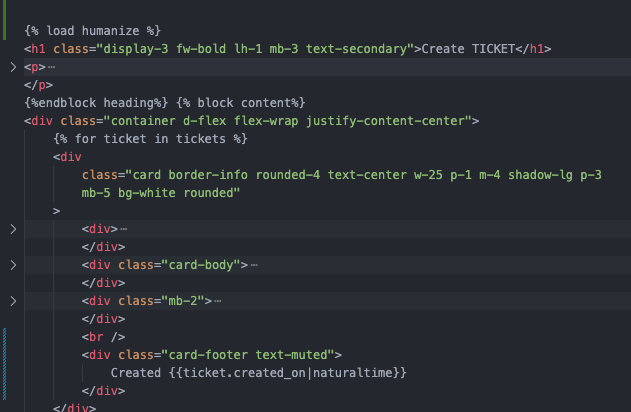 {% load humanize %}
<h1 class="display-3 fw-bold lh-1 mb-3 text-secondary">Create TICKET</h1>
<p>⋯
</p>
{%endblock heading%} {% block content%}
<div class="container d-flex flex-wrap justify-content-center">
{% for ticket in tickets %}
<div
class="card border-info rounded-4 text-center w-25 p-1 m-4 shadow-lg p-3
mb-5 bg-white rounded"
>
<div>⋯
</div>
<div class="card-body">⋯
</div>
<div class="mb-2">⋯
</div>
<br />
<div class="card-footer text-muted">
Created {{ticket.created_on|naturaltime}}
</div>
</div>